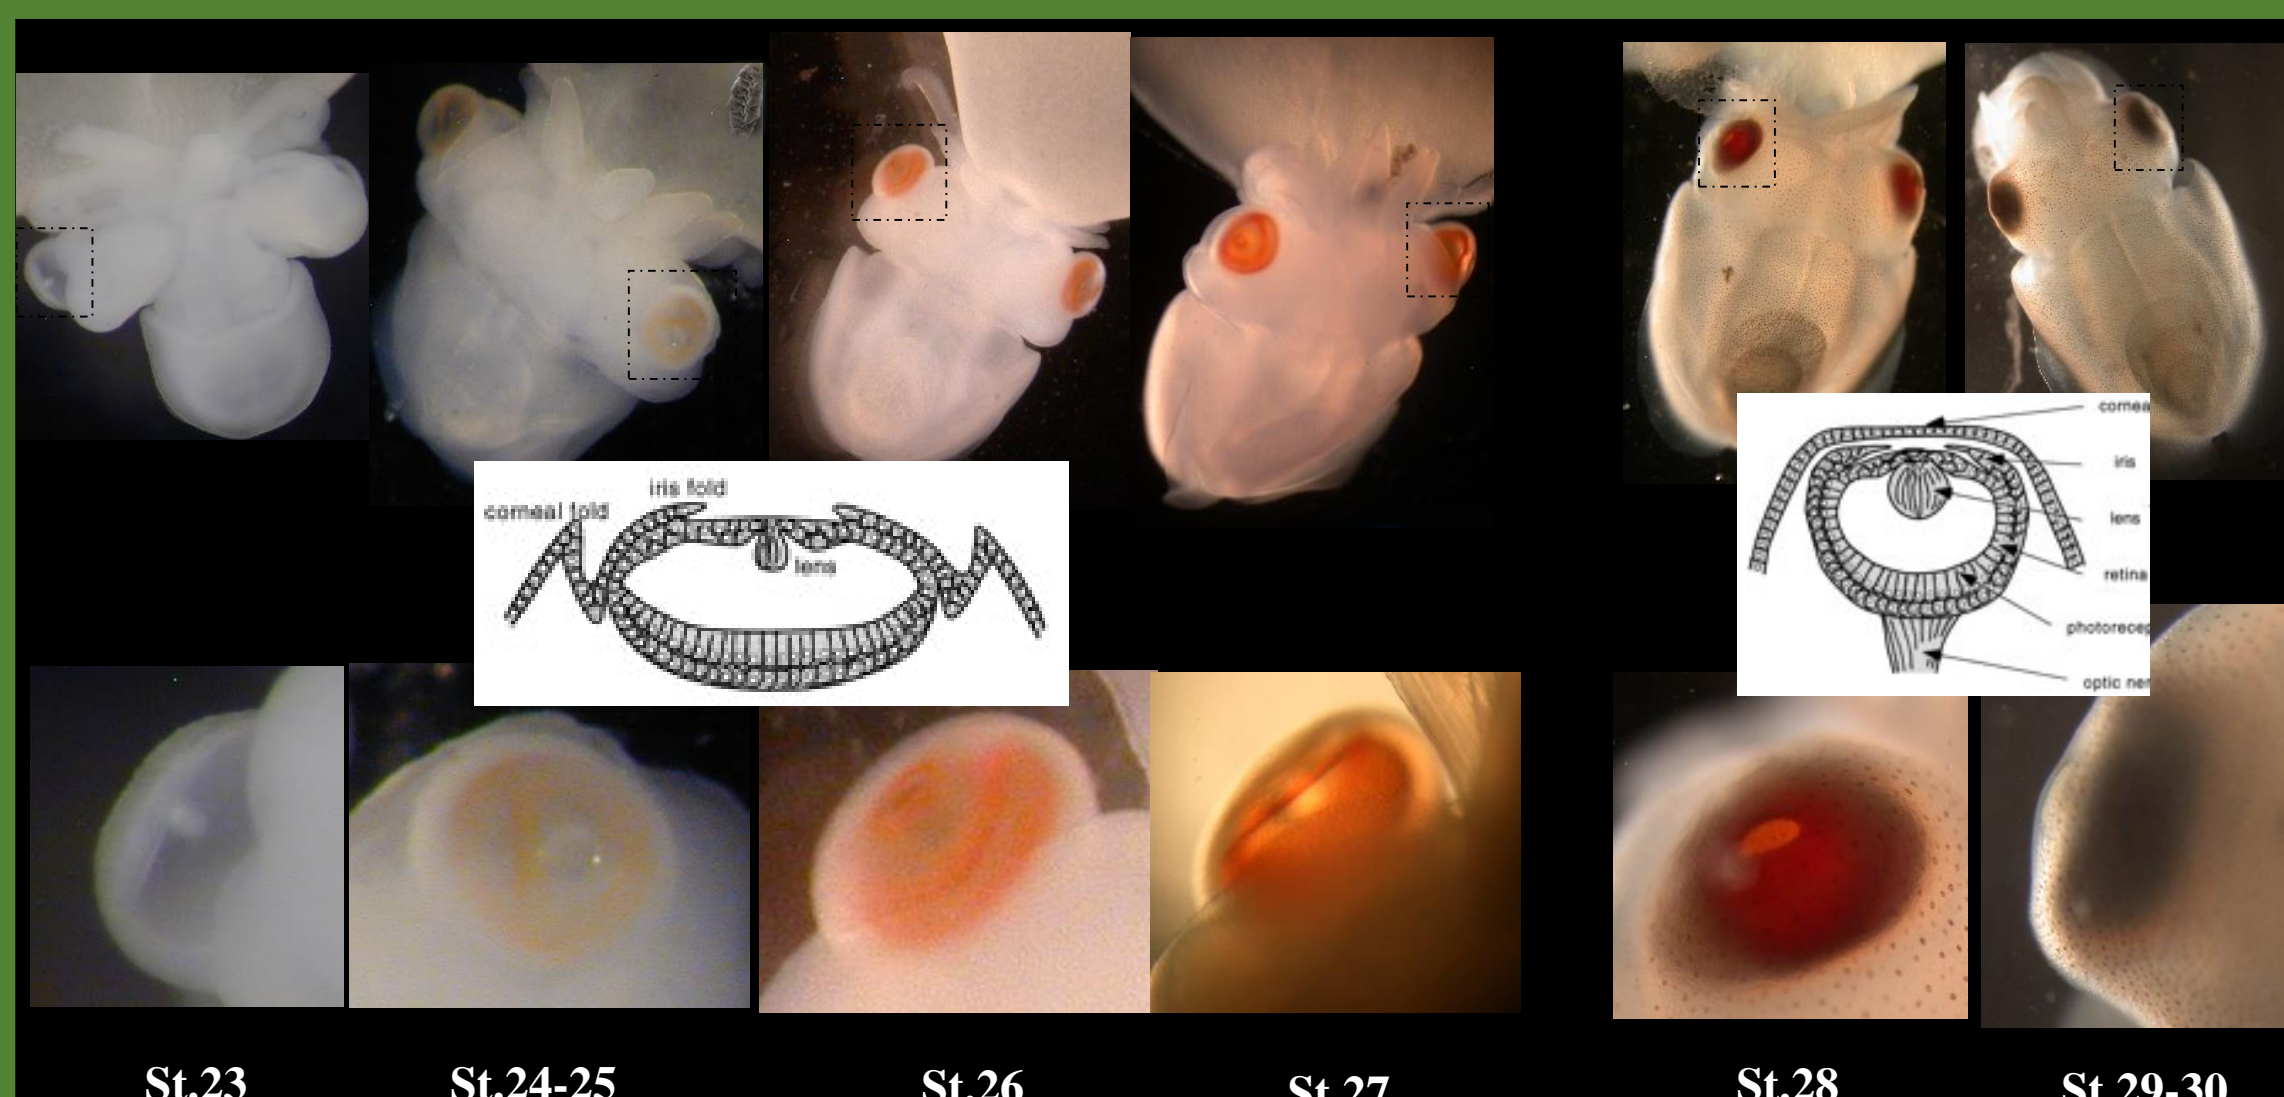 cornea
iris fold
corneal fold
lens
iris
lens
retina
St.23
St.24-25
St.26
St.27
St.28
St.29-30